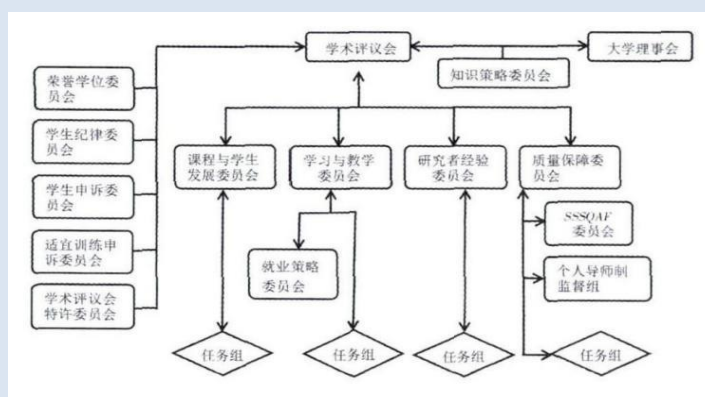 学术评议会
大学理事会
知识策略委员会
荣誉学位委
员会
学生纪律委
员会
学生申诉委
员会
适宜训练申
诉委员会
学术评议会
特许委员会
课程与学生
发展委员会
学习与教学
委员会
研究者经验
委员会
质量保障委
员会
SSSQAF
委员会
就业策略
委员会
个人导师制
监督组
任务组
任务组
任务组
任务组